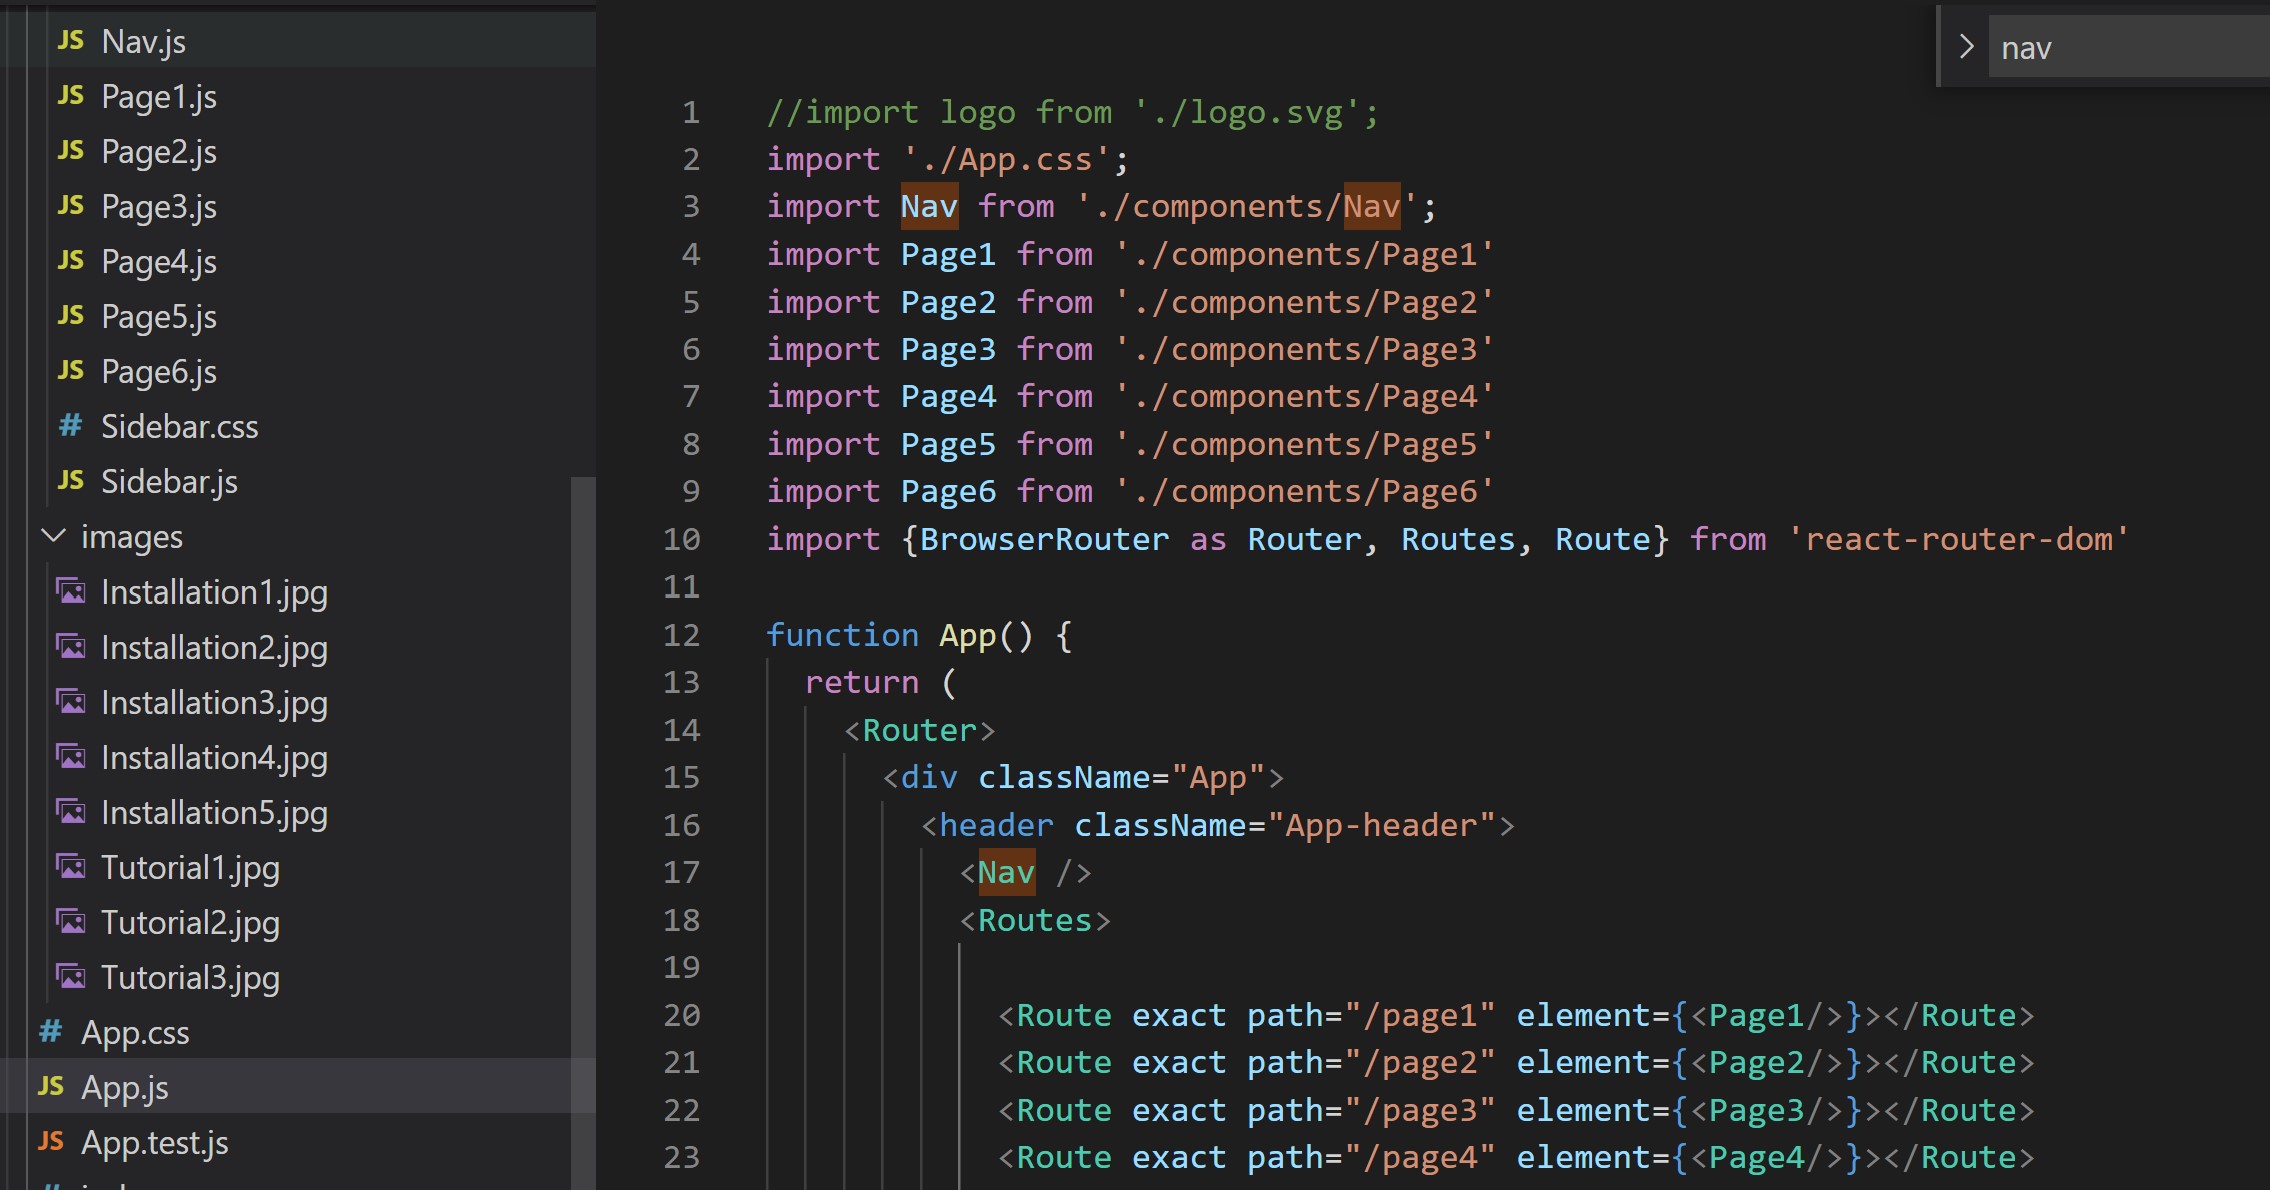 JS Nav.js
JS Page1.js
JS Page2.js
JS Page3.js
JS Page4.js
JS Page5.js
JS Page6.js
# Sidebar.css
JS Sidebar.js
images
Installation1.jpg
Installation2.jpg
Installation3.jpg
Installation4.jpg
Installation5.jpg
Tutorial1.jpg
Tutorial2.jpg
Tutorial3.jpg
# App.css
JS App.js
JS App.test.js
> nav
1 //import logo from './logo.svg';
2 import './App.css';
3 import Nav from './components/Nav';
4 import Page1 from './components/Page1'
5 import Page2 from './components/Page2'
6 import Page3 from './components/Page3'
7 import Page4 from './components/Page4'
8 import Page5 from './components/Page5'
9 import Page6 from './components/Page6'
10 import {BrowserRouter as Router, Routes, Route} from 'react-router-dom'
11
12 function App() {
13 return (
14 <Router>
15 <div className="App">
16 <header className="App-header">
17 <Nav />
18 <Routes>
19
20 <Route exact path="/page1" element={<Page1/>}></Route>
21 <Route exact path="/page2" element={<Page2/>}></Route>
22 <Route exact path="/page3" element={<Page3/>}></Route>
23 <Route exact path="/page4" element={<Page4/>}></Route>